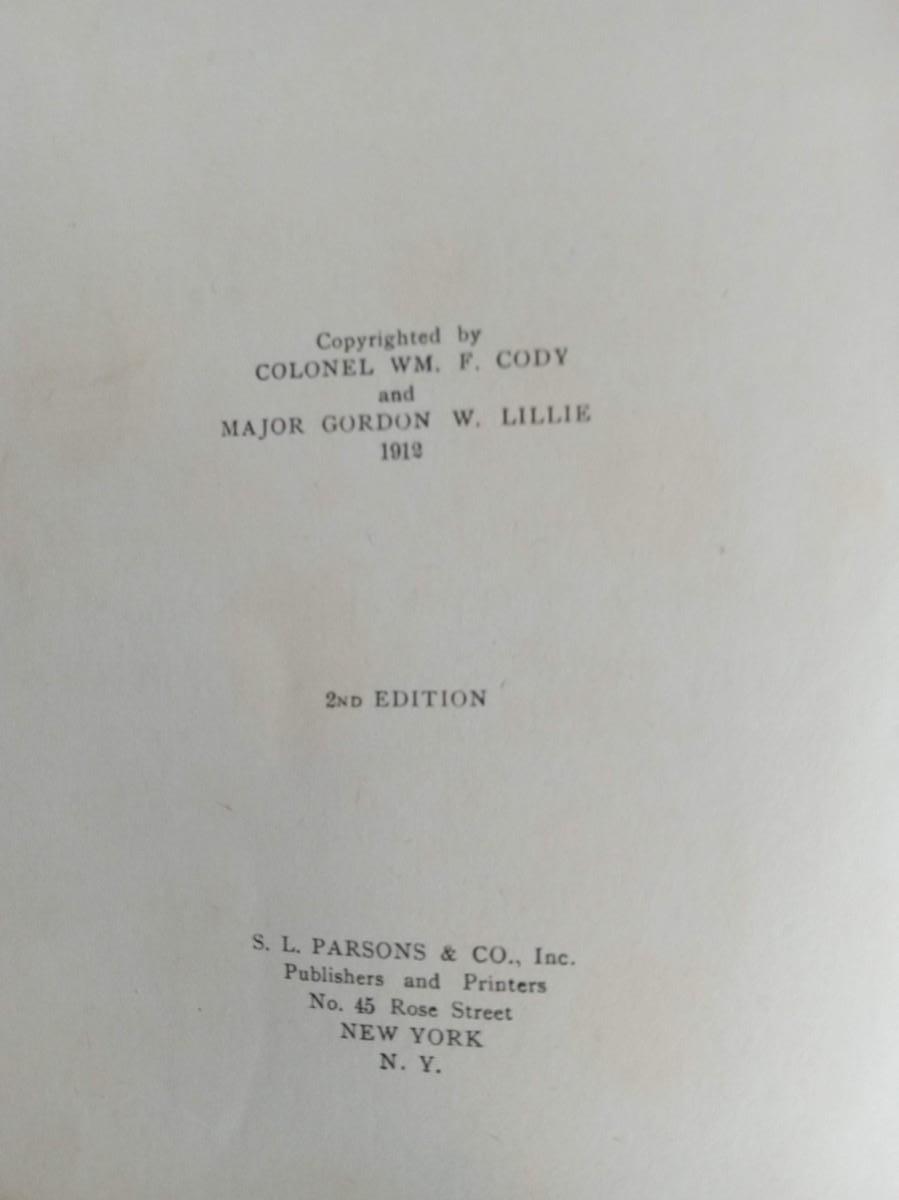 Copyrighted by
COLONEL WM. F. CODY
and
MAJOR GORDON W. LILLIE
1912
2ND EDITION
S. L. PARSONS & CO., Inc.
Publishers and Printers
No. 45 Rose Street
NEW YORK
N. Y.